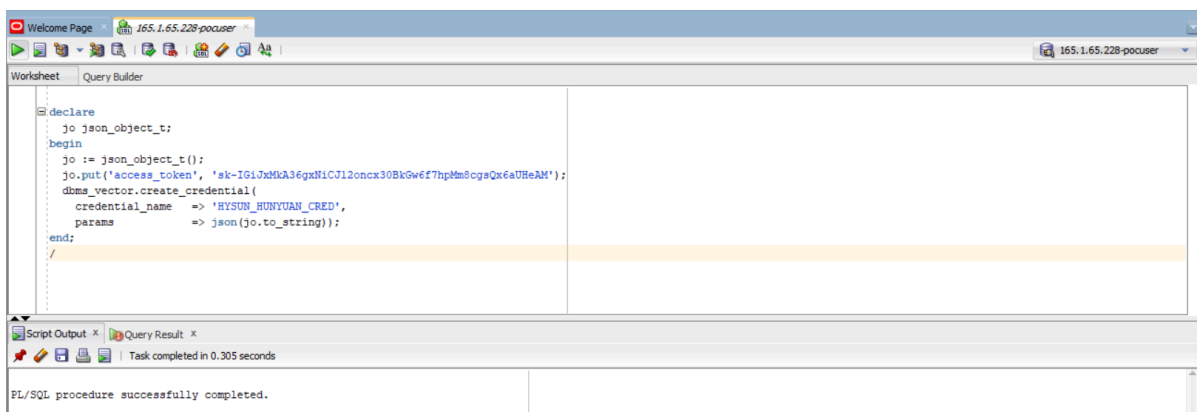 Welcome Page
165.1.65.228-pocuser
165.1.65.228-pocuser
Worksheet Query Builder
declare
jo json_object_t;
begin
jo := json_object_t();
jo.put('access_token', 'sk-IGiJxMkA36gxNiCJ12oncx30BkGw6f7hpMm8cgsQx6aUHeAM');
dbms_vector.create_credential(
credential_name => 'HYSUN_HUNYUAN_CRED',
params => json(jo.to_string));
end;
/
Script Output Query Result
Task completed in 0.305 seconds
PL/SQL procedure successfully completed.